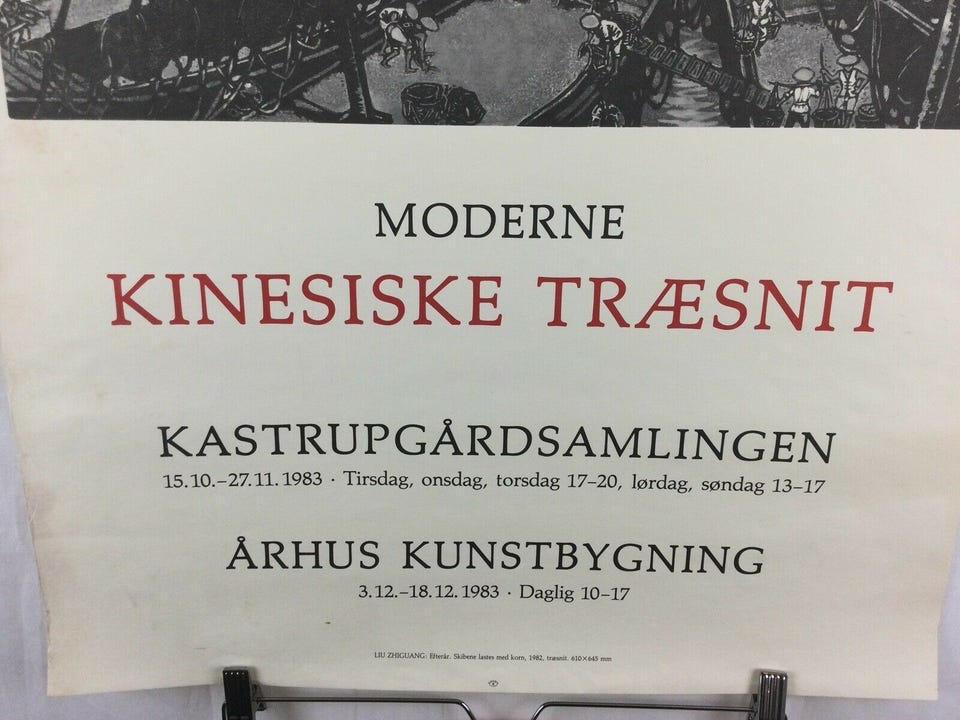 MODERNE
KINESISKE TRÆSNIT
KASTRUPGÅRDSAMLINGEN
15.10.–27.11.1983 · Tirsdag, onsdag, torsdag 17–20, lørdag, søndag 13–17
ÅRHUS KUNSTBYGNING
3.12.–18.12.1983 · Daglig 10–17
LIU ZHIGUANG: Efterår. Skibene lastes med korn, 1982, træsnit. 610×645 mm